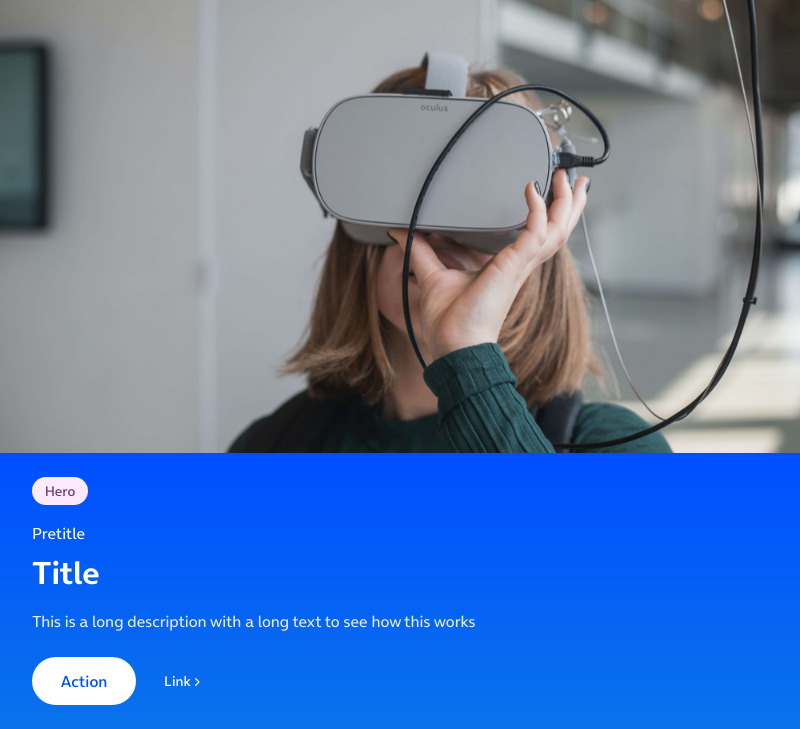 oculus
Hero
Pretitle
Title
This is a long description with a long text to see how this works
Action
Link